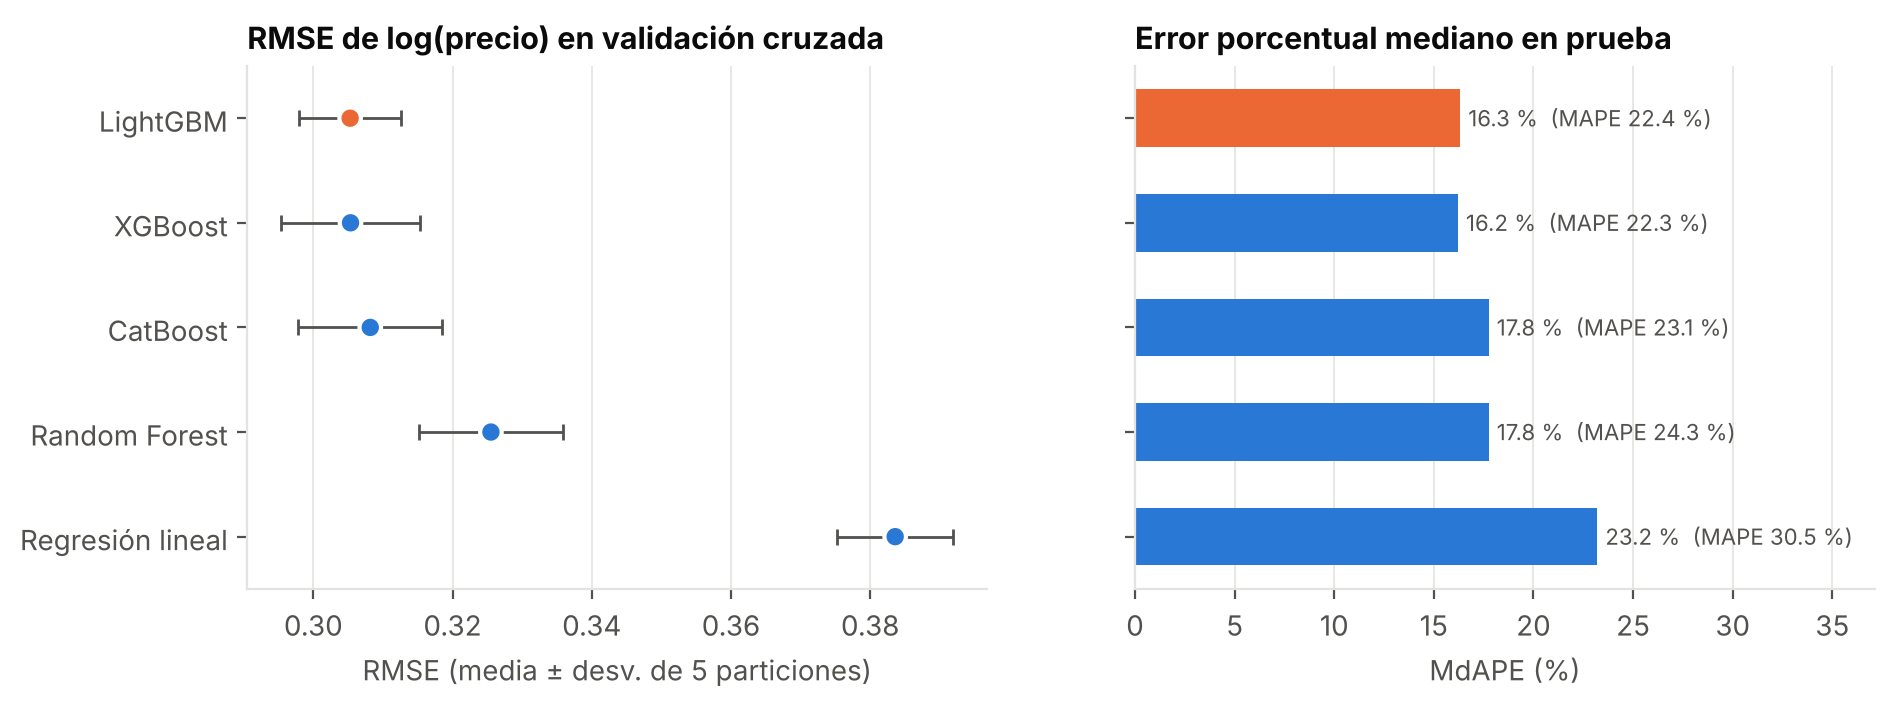 RMSE de log(precio) en validación cruzada
LightGBM
XGBoost
CatBoost
Random Forest
Regresión lineal
0.30 0.32 0.34 0.36 0.38
RMSE (media ± desv. de 5 particiones)
Error porcentual mediano en prueba
16.3 % (MAPE 22.4 %)
16.2 % (MAPE 22.3 %)
17.8 % (MAPE 23.1 %)
17.8 % (MAPE 24.3 %)
23.2 % (MAPE 30.5 %)
0 5 10 15 20 25 30 35
MdAPE (%)